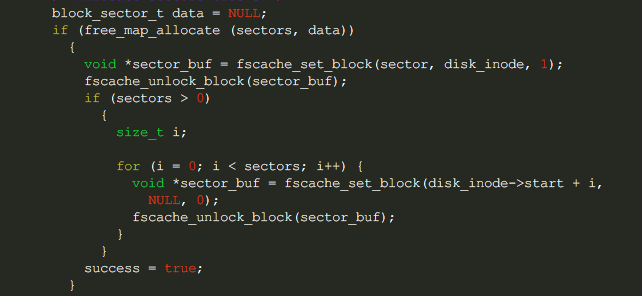 block_sector_t data = NULL;
if (free_map_allocate (sectors, data))
{
void *sector_buf = fscache_set_block(sector, disk_inode, 1);
fscache_unlock_block(sector_buf);
if (sectors > 0)
{
size_t i;
for (i = 0; i < sectors; i++) {
void *sector_buf = fscache_set_block(disk_inode->start + i,
NULL, 0);
fscache_unlock_block(sector_buf);
}
}
success = true;
}